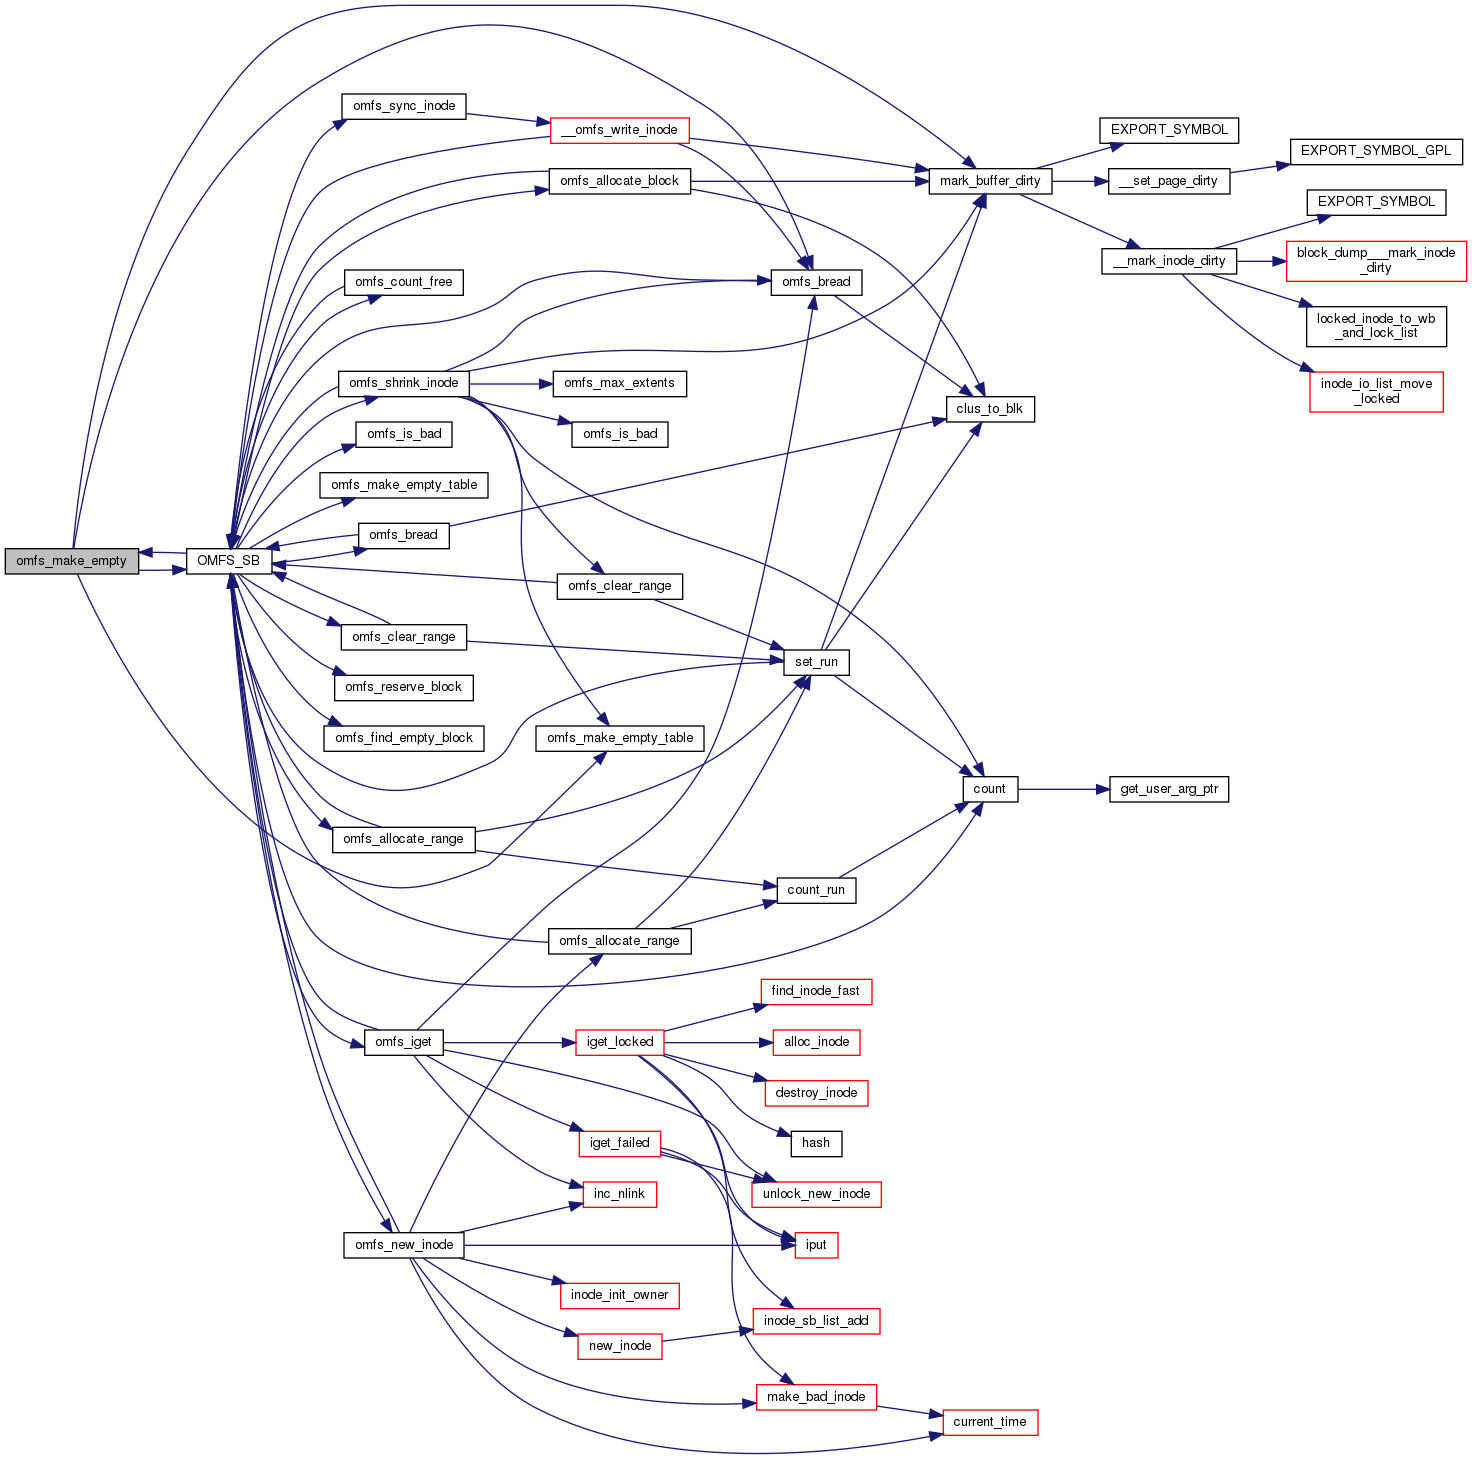 omfs_sync_inode
__omfs_write_inode
EXPORT_SYMBOL
EXPORT_SYMBOL_GPL
omfs_allocate_block
mark_buffer_dirty
__set_page_dirty
EXPORT_SYMBOL
__mark_inode_dirty
block_dump___mark_inode
_dirty
omfs_count_free
omfs_bread
locked_inode_to_wb
_and_lock_list
omfs_shrink_inode
omfs_max_extents
inode_io_list_move
_locked
clus_to_blk
omfs_is_bad
omfs_is_bad
omfs_make_empty_table
omfs_bread
omfs_make_empty
OMFS_SB
omfs_clear_range
omfs_clear_range
set_run
omfs_reserve_block
omfs_find_empty_block
omfs_make_empty_table
count
get_user_arg_ptr
omfs_allocate_range
count_run
omfs_allocate_range
find_inode_fast
omfs_iget
iget_locked
alloc_inode
destroy_inode
iget_failed
hash
inc_nlink
unlock_new_inode
omfs_new_inode
iput
inode_init_owner
inode_sb_list_add
new_inode
make_bad_inode
current_time